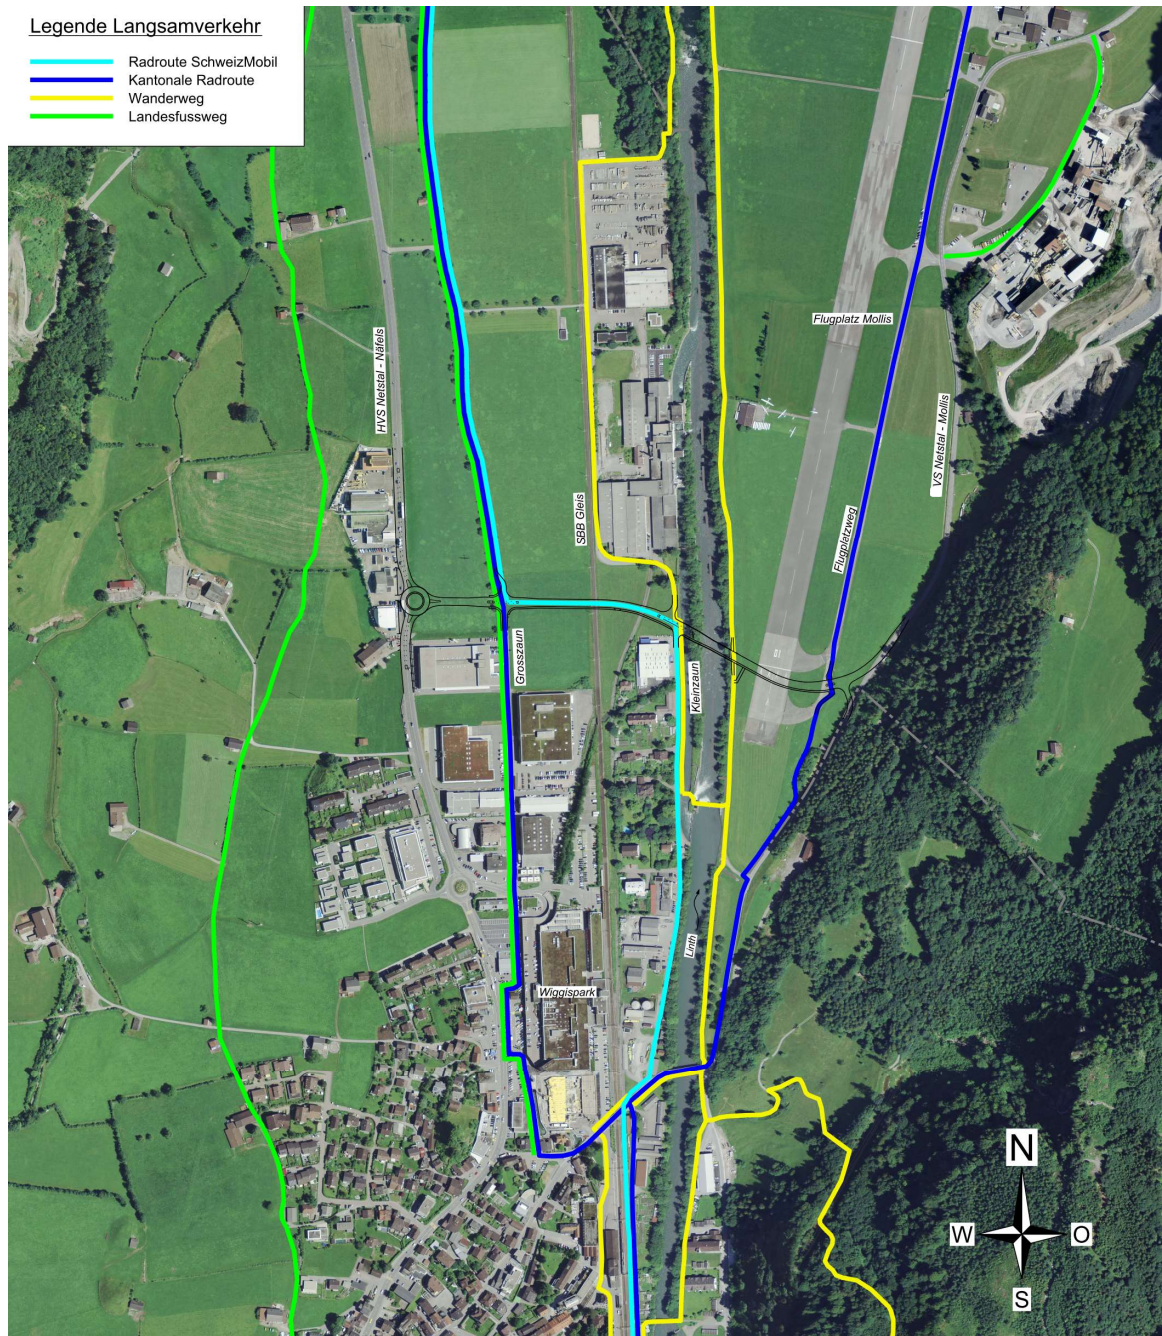 Legende Langsamverkehr
Radroute SchweizMobil
Kantonale Radroute
Wanderweg
Landesfussweg
HVS Netstal - Näfels
Flugplatz Mollis
VS Netstal - Mollis
SBB Gleis
Flugplatzweg
Grosszaun
Kleinzaun
Linth
Wiggispark
N
W
O
S